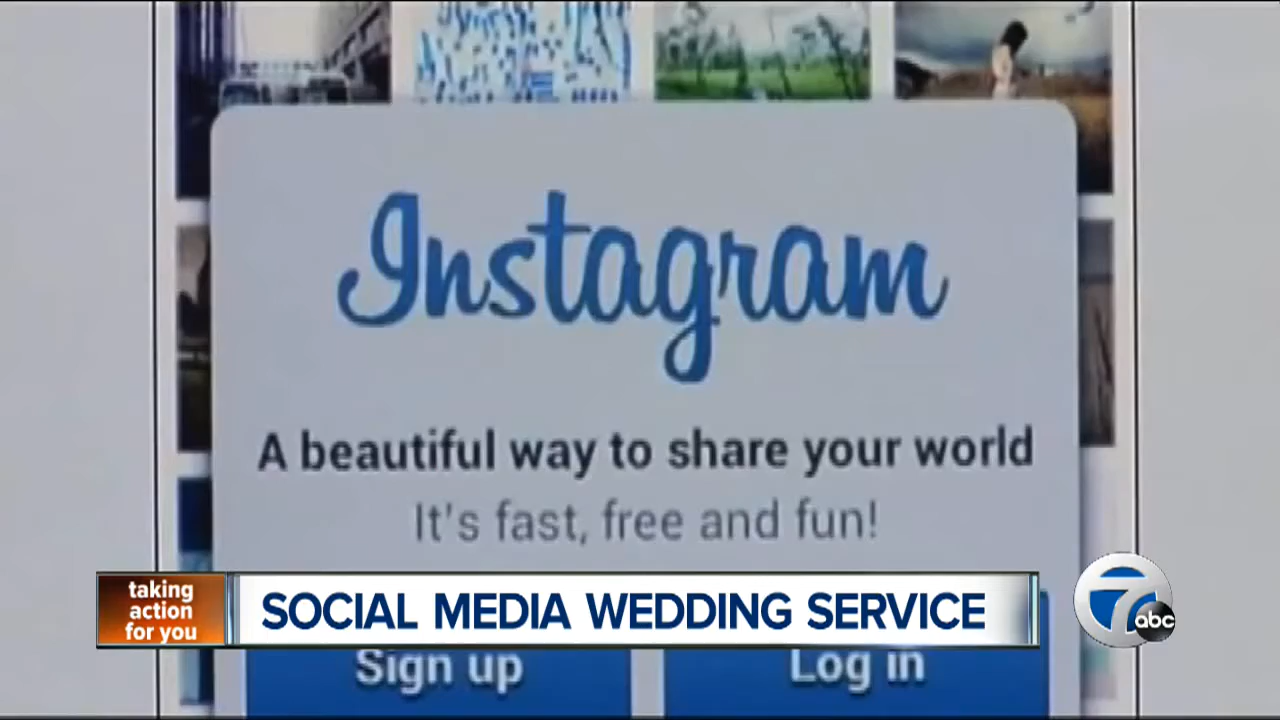 Instagram
A beautiful way to share your world
It's fast, free and fun!
taking
action
for you
SOCIAL MEDIA WEDDING SERVICE
7
abc
Sign up
Log in